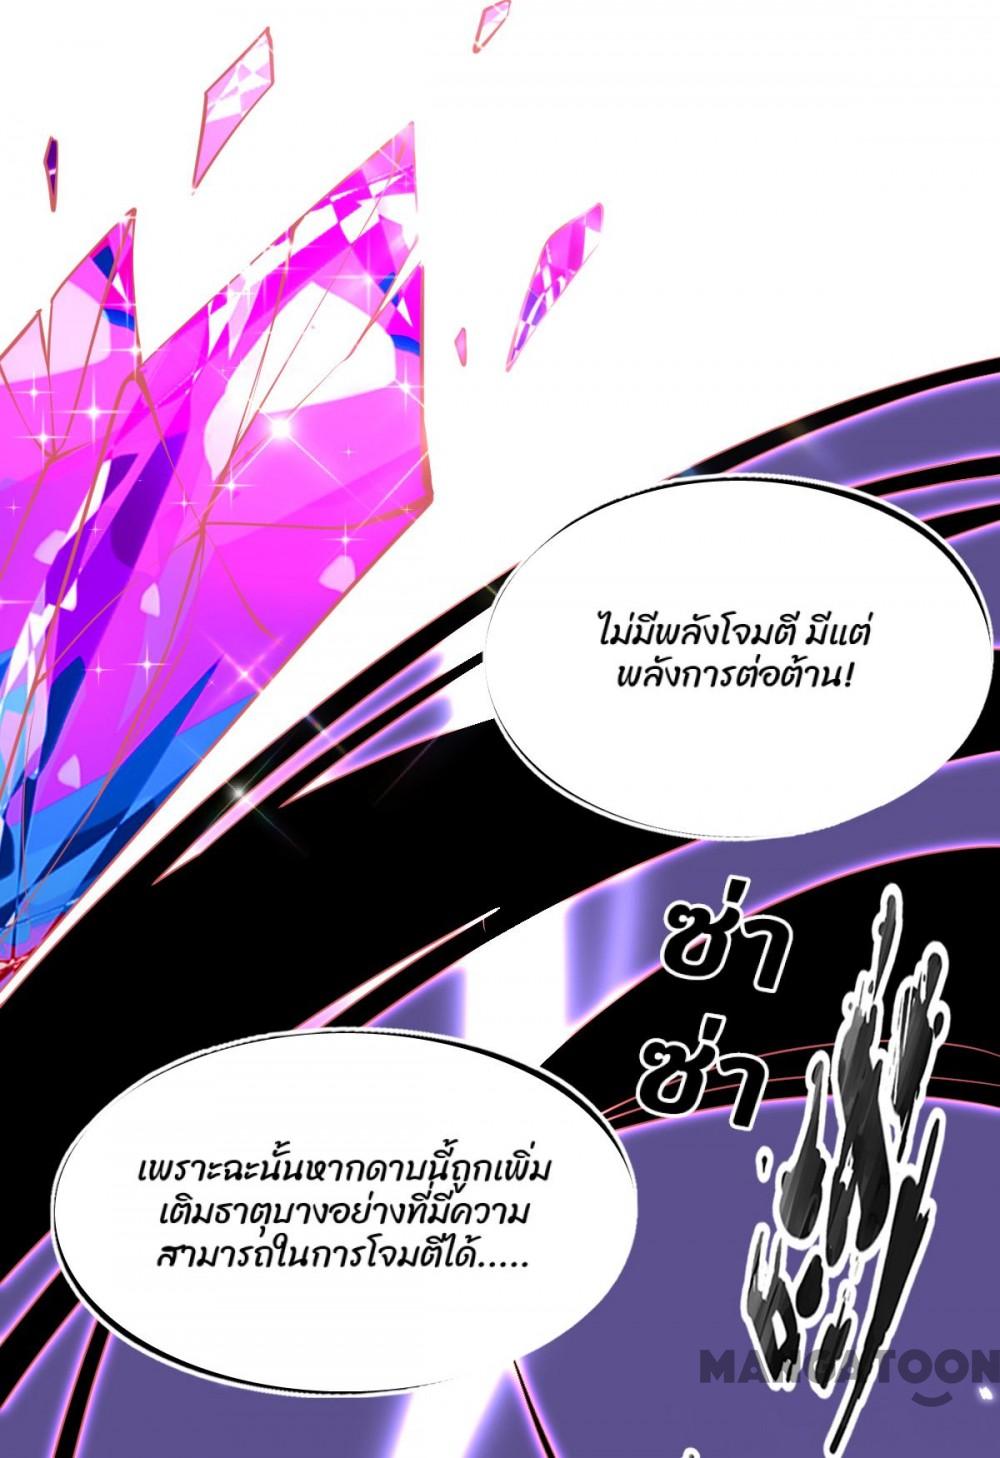 ไม่มีพลังโจมตี มีแต่
พลังการต่อต้าน!
ซ่า
ซ่า
เพราะฉะนั้นหากดาบนี้ถูกเพิ่ม
เติมธาตุบางอย่างที่มีความ
สามารถในการโจมตีได้.....
MANGATOON